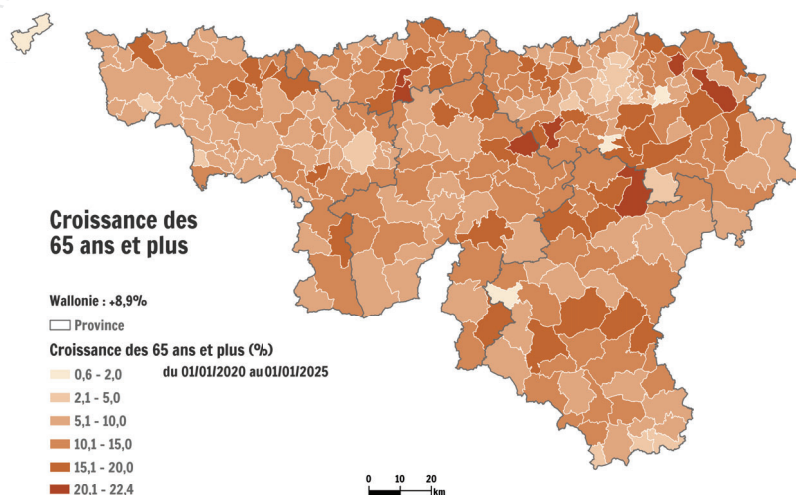 Croissance des
65 ans et plus
Wallonie : +8,9%
Province
Croissance des 65 ans et plus (%)
du 01/01/2020 au 01/01/2025
0,6 - 2,0
2,1 - 5,0
5,1 - 10,0
10,1 - 15,0
15,1 - 20,0
20,1 - 22,4
0 10 20
km